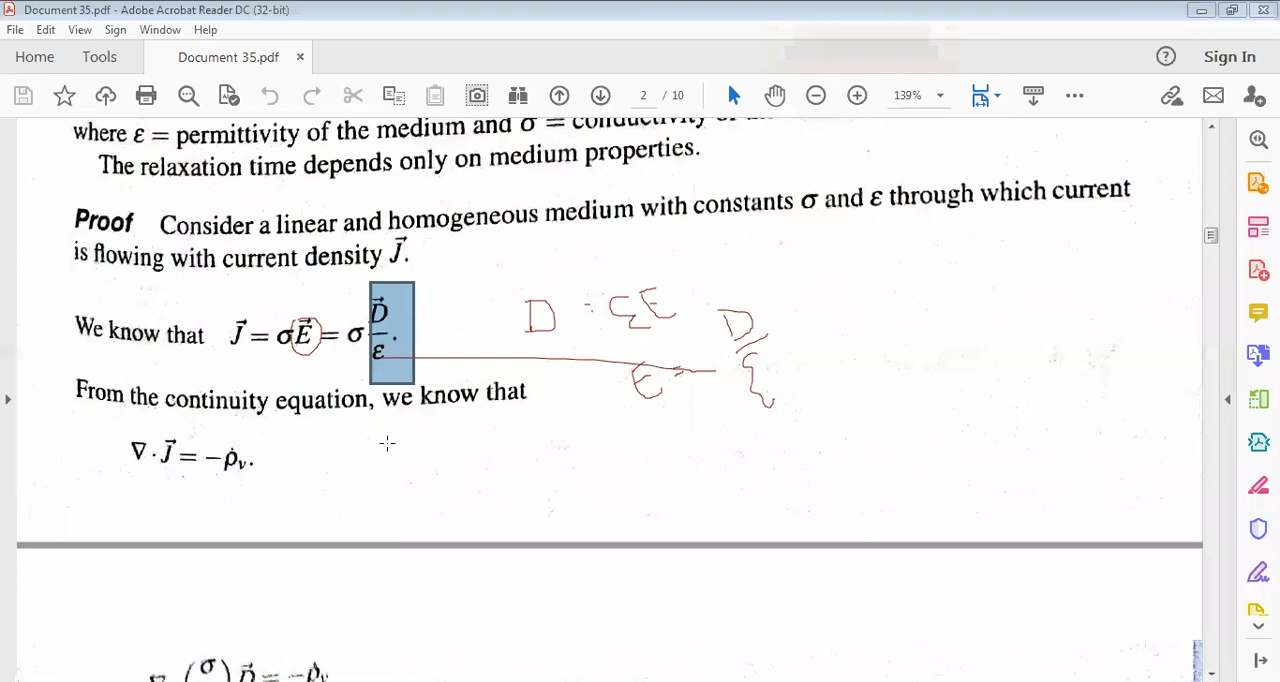 Document 35.pdf - Adobe Acrobat Reader DC (32-bit)
File Edit View Sign Window Help
Home Tools Document 35.pdf × ? Sign In
2 / 10 139%
where ε = permittivity of the medium and σ = conductivity
The relaxation time depends only on medium properties.
Proof Consider a linear and homogeneous medium with constants σ and ε through which current
is flowing with current density J⃗.
We know that J⃗ = σE⃗ = σ D⃗/ε.
D = εE
E = D/ε
From the continuity equation, we know that
∇ · J⃗ = −ρ̇ᵥ.
(σ) D⃗ = −ρ̇ᵥ